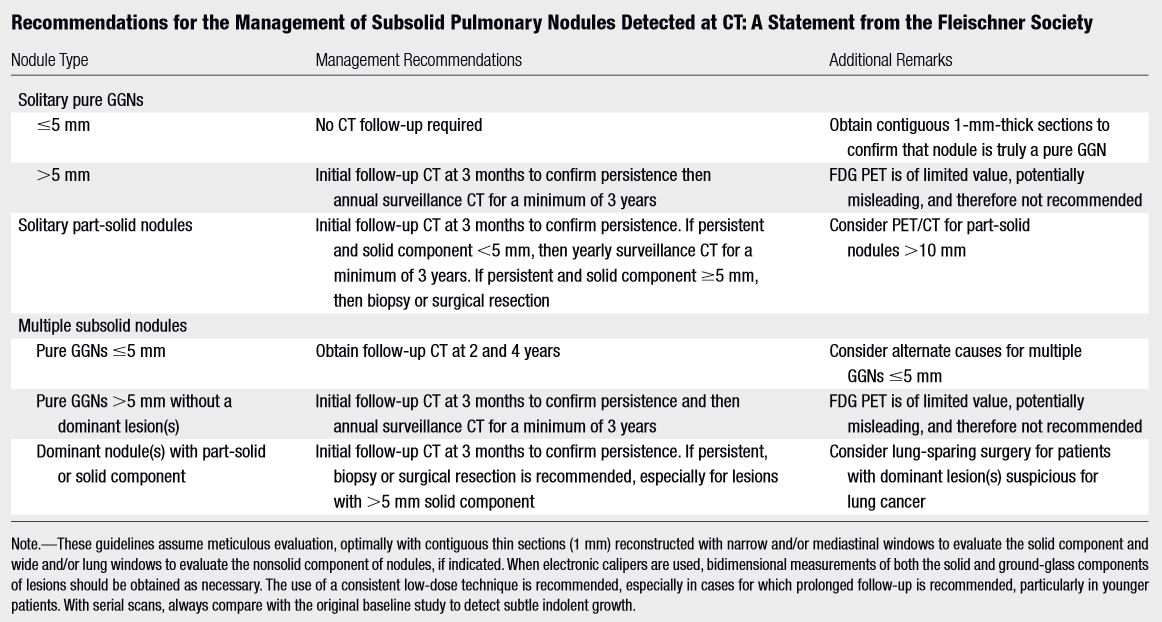 Recommendations for the Management of Subsolid Pulmonary Nodules Detected at CT: A Statement from the Fleischner Society
Nodule Type Management Recommendations Additional Remarks
Solitary pure GGNs
≤5 mm No CT follow-up required Obtain contiguous 1-mm-thick sections to
confirm that nodule is truly a pure GGN
>5 mm Initial follow-up CT at 3 months to confirm persistence then FDG PET is of limited value, potentially
annual surveillance CT for a minimum of 3 years misleading, and therefore not recommended
Solitary part-solid nodules Initial follow-up CT at 3 months to confirm persistence. If persistent Consider PET/CT for part-solid
and solid component <5 mm, then yearly surveillance CT for a nodules >10 mm
minimum of 3 years. If persistent and solid component ≥5 mm,
then biopsy or surgical resection
Multiple subsolid nodules
Pure GGNs ≤5 mm Obtain follow-up CT at 2 and 4 years Consider alternate causes for multiple
GGNs ≤5 mm
Pure GGNs >5 mm without a Initial follow-up CT at 3 months to confirm persistence and then FDG PET is of limited value, potentially
dominant lesion(s) annual surveillance CT for a minimum of 3 years misleading, and therefore not recommended
Dominant nodule(s) with part-solid Initial follow-up CT at 3 months to confirm persistence. If persistent, Consider lung-sparing surgery for patients
or solid component biopsy or surgical resection is recommended, especially for lesions with dominant lesion(s) suspicious for
with >5 mm solid component lung cancer
Note.—These guidelines assume meticulous evaluation, optimally with contiguous thin sections (1 mm) reconstructed with narrow and/or mediastinal windows to evaluate the solid component and
wide and/or lung windows to evaluate the nonsolid component of nodules, if indicated. When electronic calipers are used, bidimensional measurements of both the solid and ground-glass components
of lesions should be obtained as necessary. The use of a consistent low-dose technique is recommended, especially in cases for which prolonged follow-up is recommended, particularly in younger
patients. With serial scans, always compare with the original baseline study to detect subtle indolent growth.